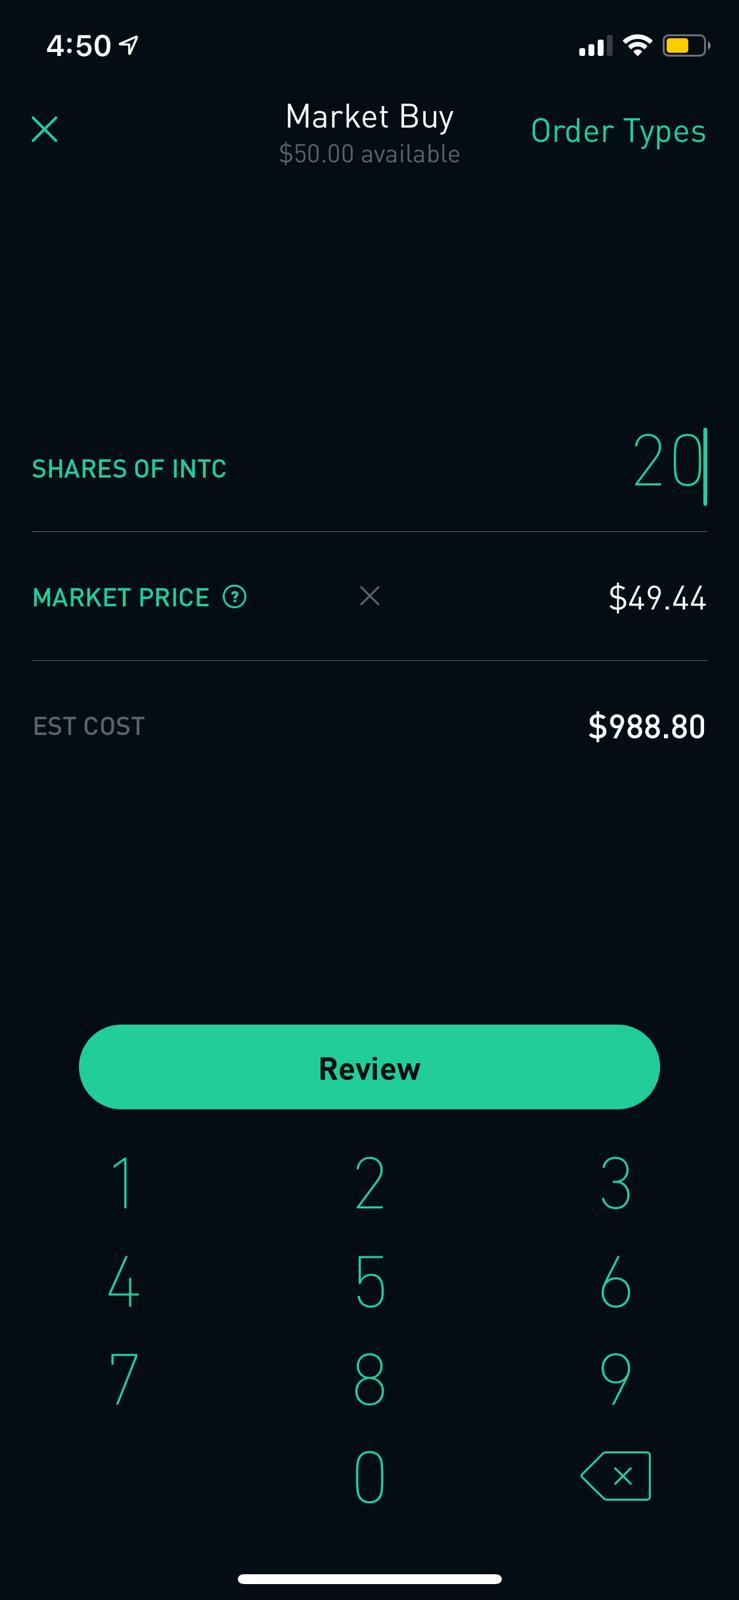 4:50
Market Buy
$50.00 available
Order Types
SHARES OF INTC
20
MARKET PRICE ?
$49.44
EST COST
$988.80
Review
1 2 3
4 5 6
7 8 9
0